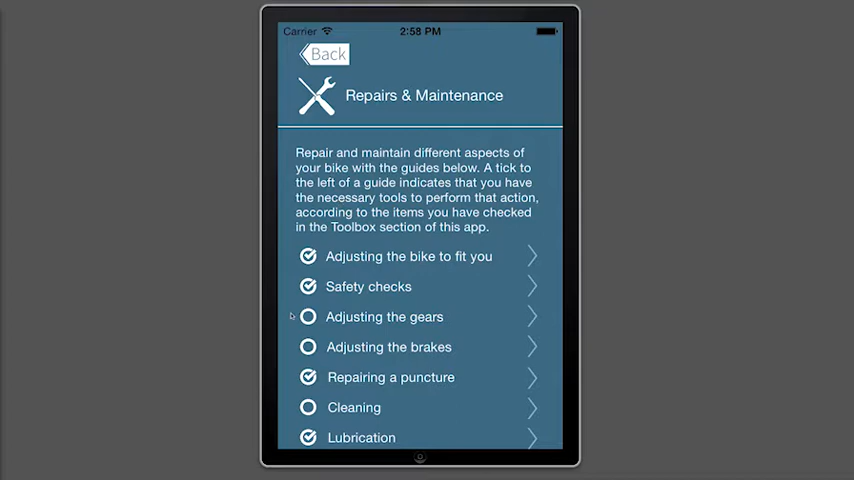 Carrier 2:58 PM
Back
Repairs & Maintenance
Repair and maintain different aspects of
your bike with the guides below. A tick to
the left of a guide indicates that you have
the necessary tools to perform that action,
according to the items you have checked
in the Toolbox section of this app.
Adjusting the bike to fit you
Safety checks
Adjusting the gears
Adjusting the brakes
Repairing a puncture
Cleaning
Lubrication